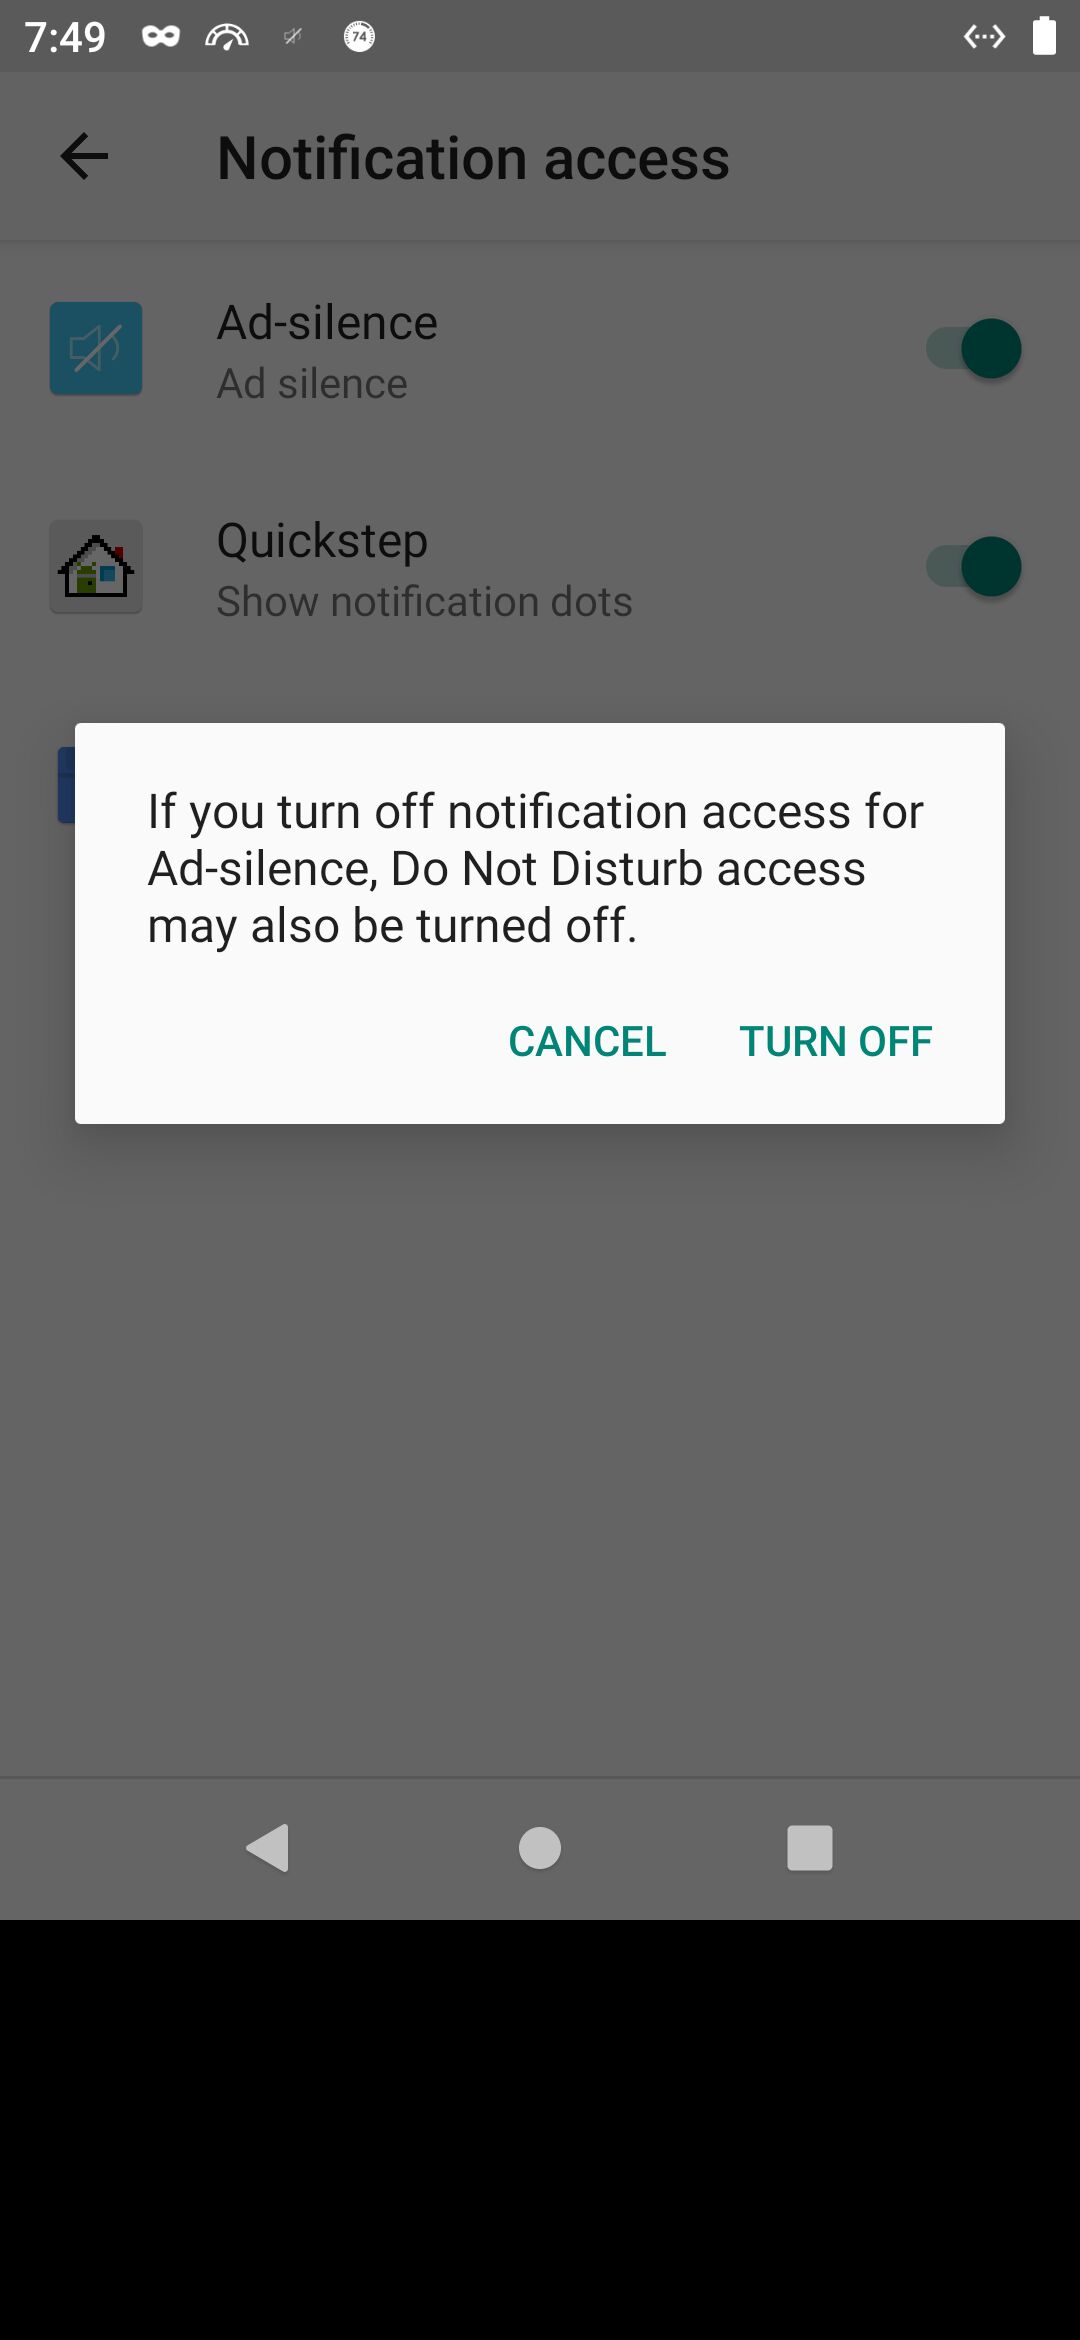 7:49
74
Notification access
Ad-silence
Ad silence
Quickstep
Show notification dots
If you turn off notification access for
Ad-silence, Do Not Disturb access
may also be turned off.
CANCEL TURN OFF